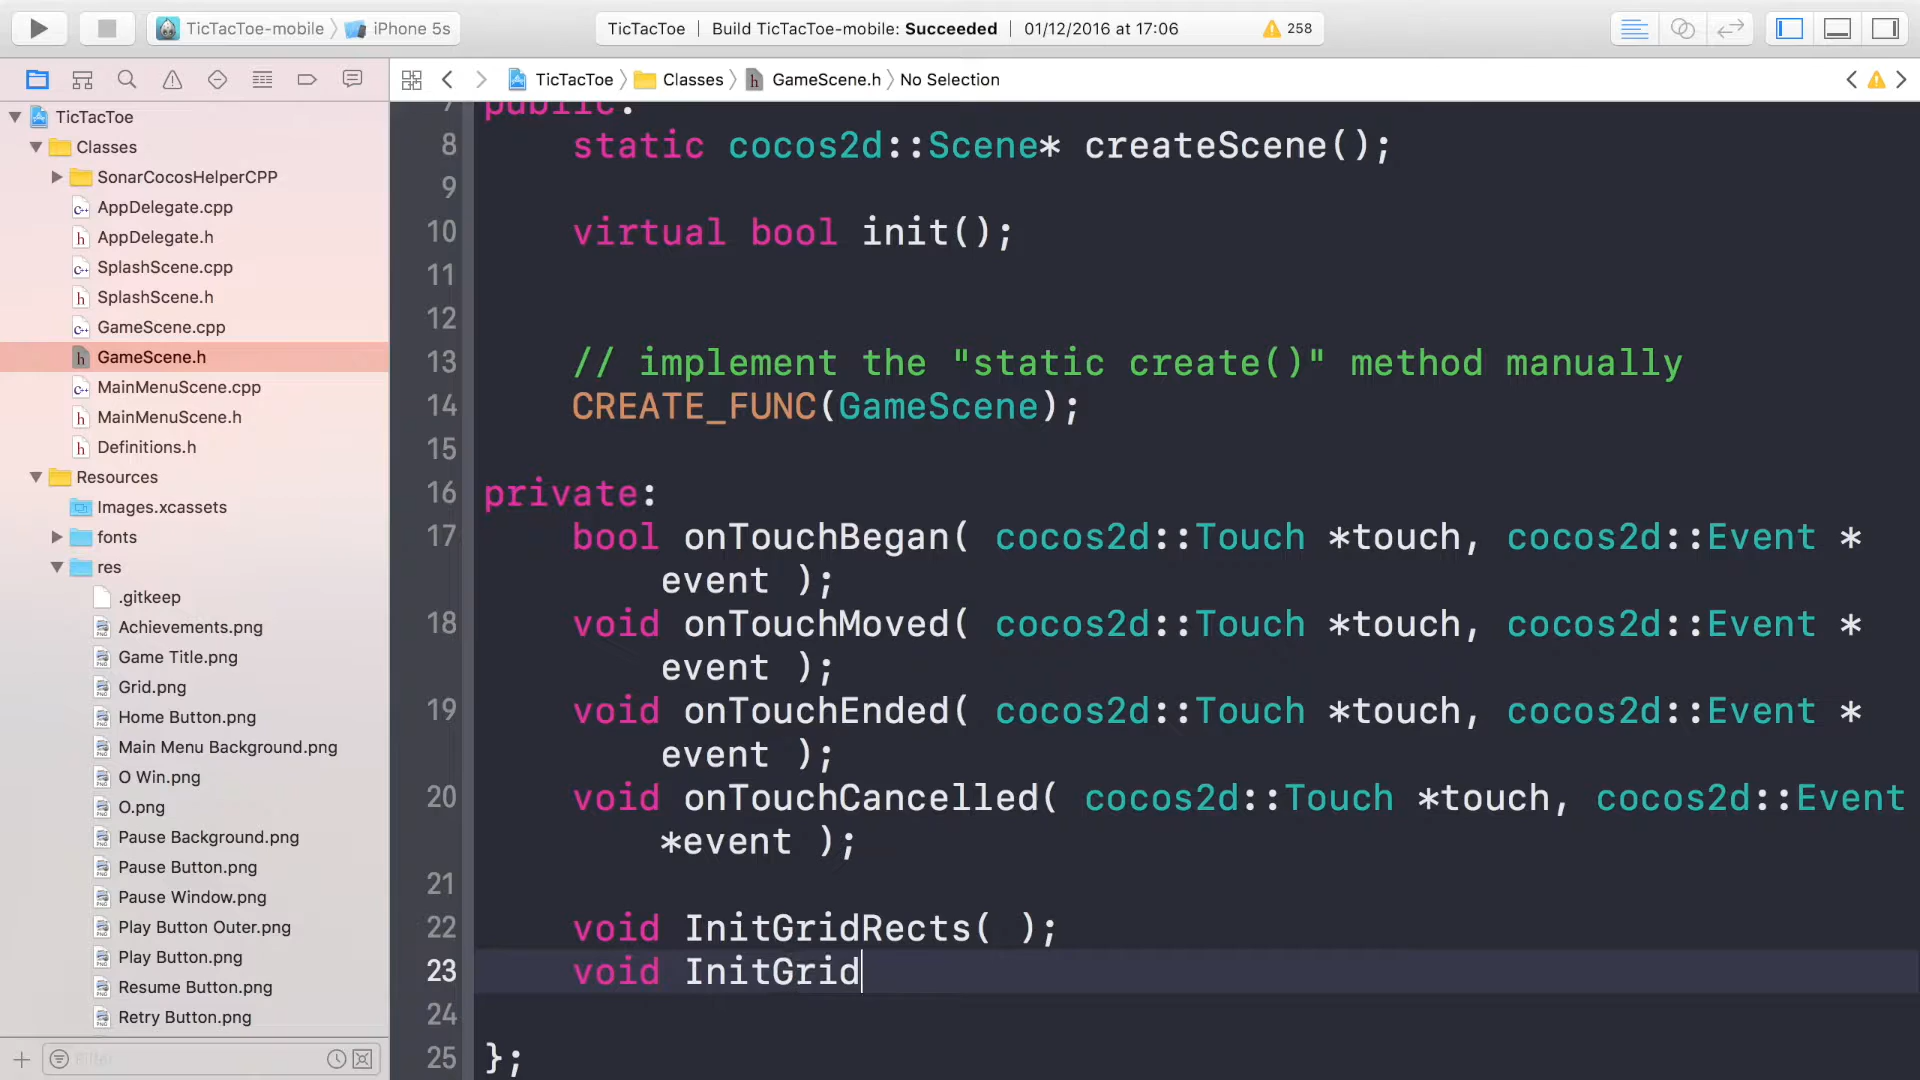 TicTacToe-mobile iPhone 5s
TicTacToe | Build TicTacToe-mobile: Succeeded | 01/12/2016 at 17:06 258
TicTacToe Classes GameScene.h No Selection
TicTacToe
Classes
SonarCocosHelperCPP
AppDelegate.cpp
AppDelegate.h
SplashScene.cpp
SplashScene.h
GameScene.cpp
GameScene.h
MainMenuScene.cpp
MainMenuScene.h
Definitions.h
Resources
Images.xcassets
fonts
res
.gitkeep
Achievements.png
Game Title.png
Grid.png
Home Button.png
Main Menu Background.png
O Win.png
O.png
Pause Background.png
Pause Button.png
Pause Window.png
Play Button Outer.png
Play Button.png
Resume Button.png
Retry Button.png
Filter
7 public:
8 static cocos2d::Scene* createScene();
9
10 virtual bool init();
11
12
13 // implement the "static create()" method manually
14 CREATE_FUNC(GameScene);
15
16 private:
17 bool onTouchBegan( cocos2d::Touch *touch, cocos2d::Event *
event );
18 void onTouchMoved( cocos2d::Touch *touch, cocos2d::Event *
event );
19 void onTouchEnded( cocos2d::Touch *touch, cocos2d::Event *
event );
20 void onTouchCancelled( cocos2d::Touch *touch, cocos2d::Event
*event );
21
22 void InitGridRects( );
23 void InitGrid
24
25 };